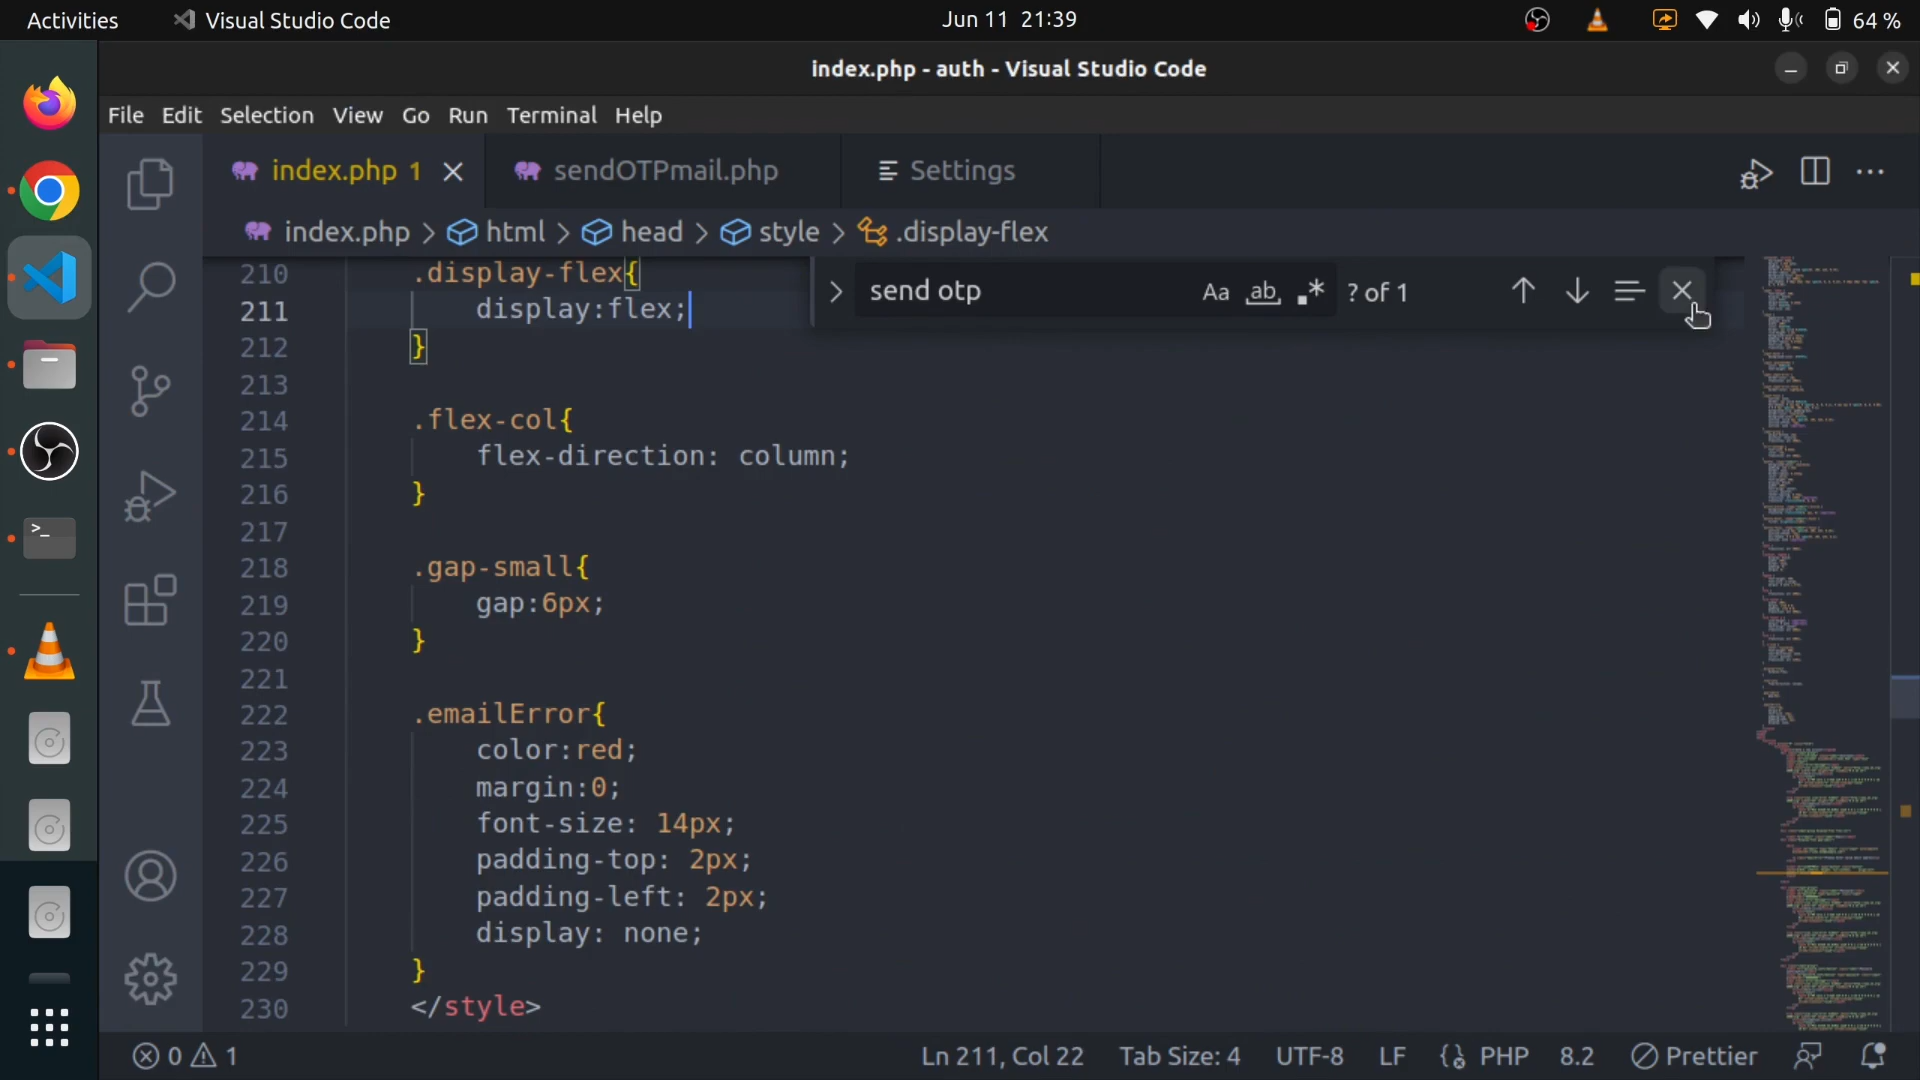 Activities Visual Studio Code Jun 11 21:39 64 %
index.php - auth - Visual Studio Code
File Edit Selection View Go Run Terminal Help
index.php 1 sendOTPmail.php Settings
index.php > html > head > style > .display-flex
send otp Aa ab .* ? of 1
210 .display-flex{
211 display:flex;
212 }
213
214 .flex-col{
215 flex-direction: column;
216 }
217
218 .gap-small{
219 gap:6px;
220 }
221
222 .emailError{
223 color:red;
224 margin:0;
225 font-size: 14px;
226 padding-top: 2px;
227 padding-left: 2px;
228 display: none;
229 }
230 </style>
0 1 Ln 211, Col 22 Tab Size: 4 UTF-8 LF PHP 8.2 Prettier